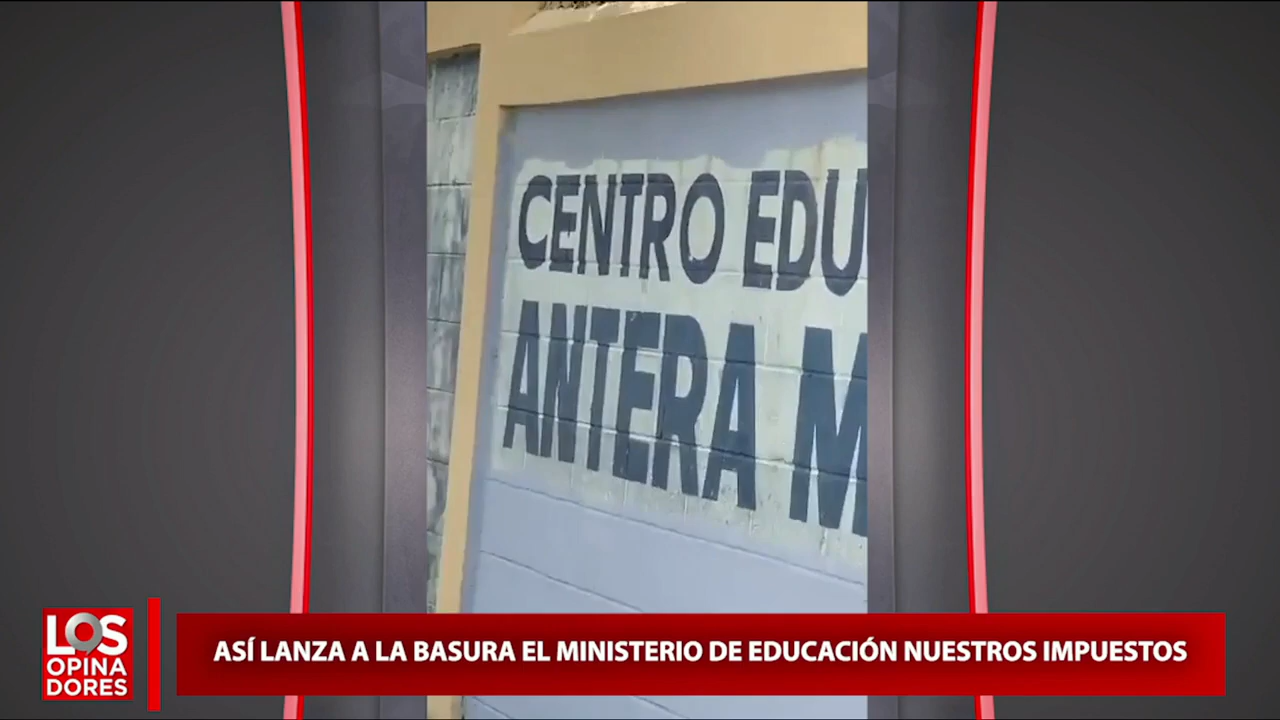 CENTRO EDU
ANTERA M
LOS
OPINA
DORES
ASÍ LANZA A LA BASURA EL MINISTERIO DE EDUCACIÓN NUESTROS IMPUESTOS